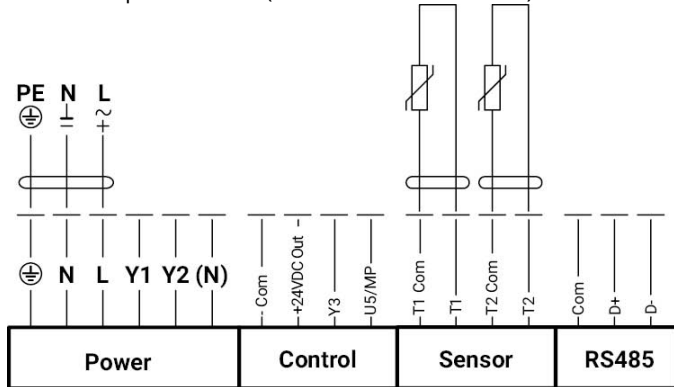 PE N L
N L Y1 Y2 (N)
- Com
+24VDC Out
Y3
U5/MP
T1 Com
T1
T2 Com
T2
Com
D+
D-
Power
Control
Sensor
RS485